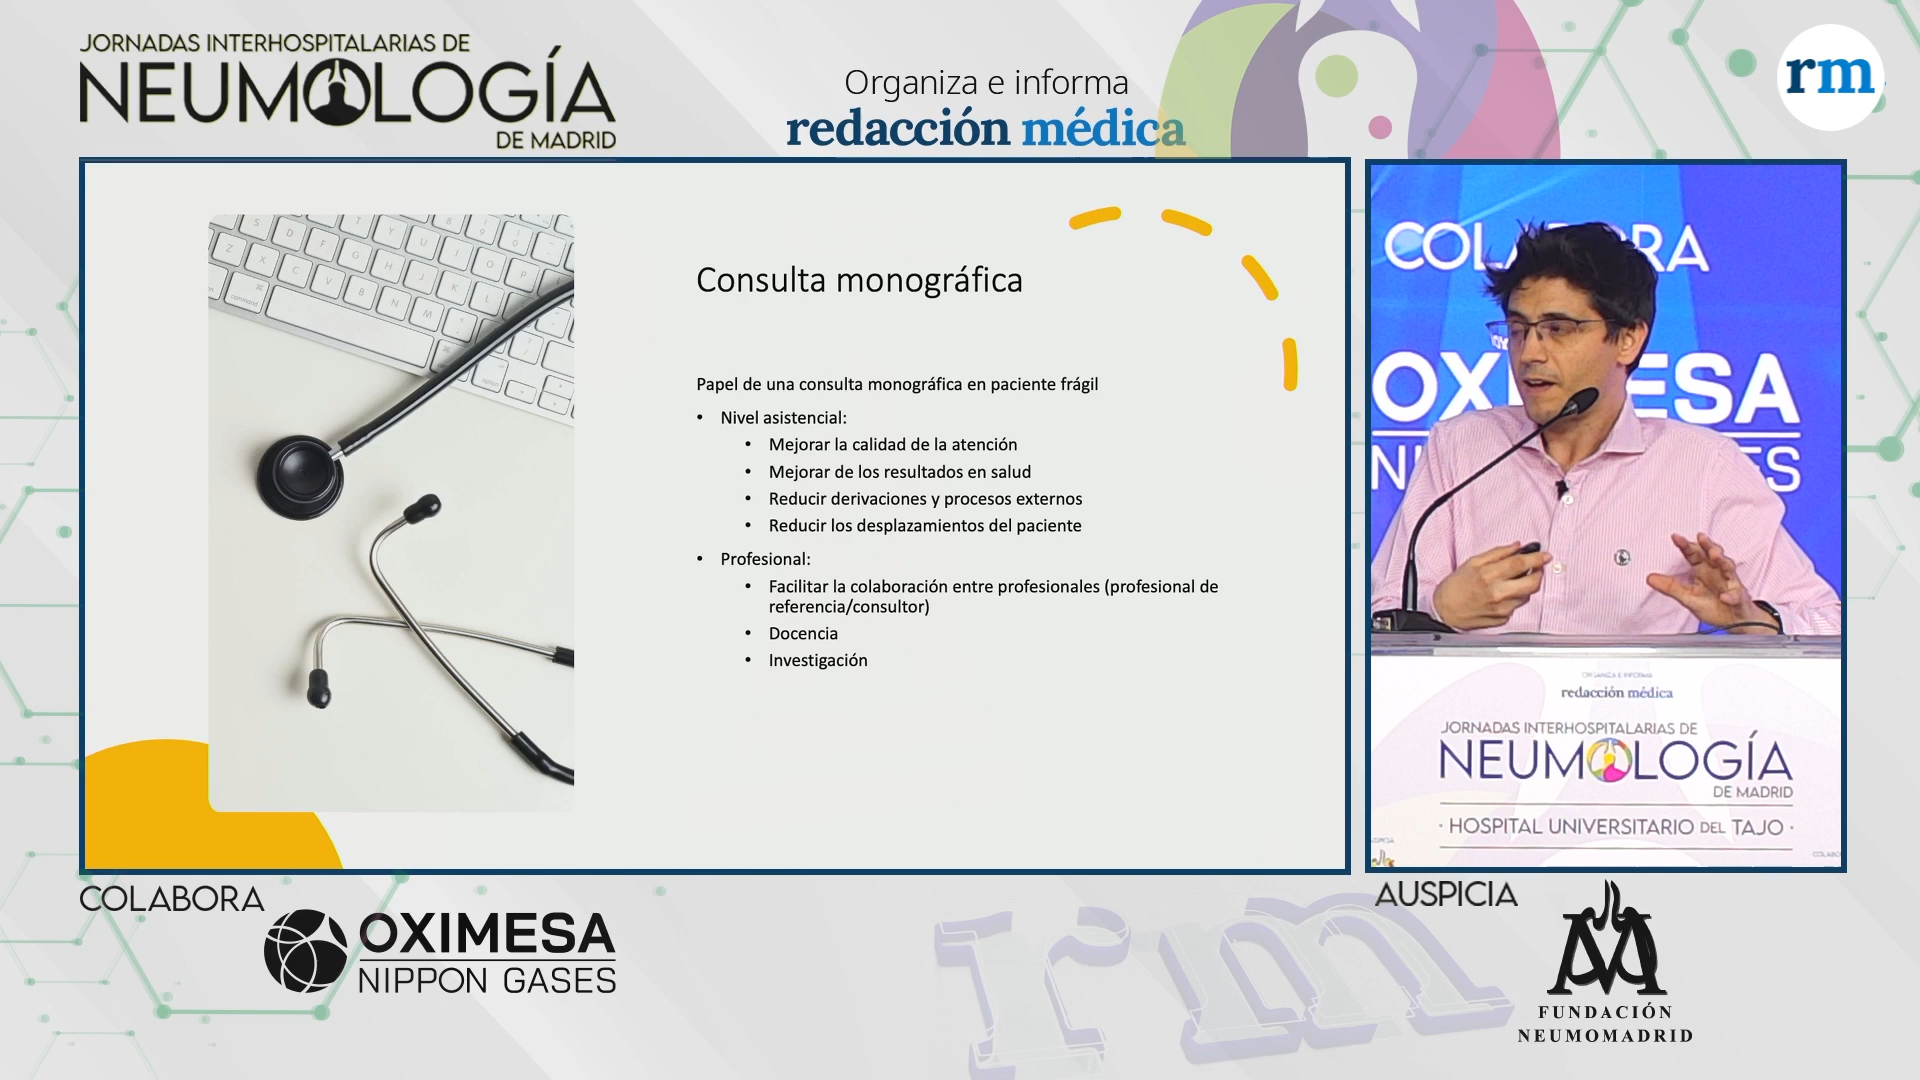 JORNADAS INTERHOSPITALARIAS DE
NEUMOLOGÍA
DE MADRID
Organiza e informa
redacción médica
rm
Consulta monográfica
Papel de una consulta monográfica en paciente frágil
• Nivel asistencial:
• Mejorar la calidad de la atención
• Mejorar de los resultados en salud
• Reducir derivaciones y procesos externos
• Reducir los desplazamientos del paciente
• Profesional:
• Facilitar la colaboración entre profesionales (profesional de
referencia/consultor)
• Docencia
• Investigación
ORGANIZA E INFORMA
redacción médica
JORNADAS INTERHOSPITALARIAS DE
NEUMOLOGÍA
DE MADRID
· HOSPITAL UNIVERSITARIO DEL TAJO ·
COLABORA
OXIMESA
NIPPON GASES
rm
AUSPICIA
FUNDACIÓN
NEUMOMADRID